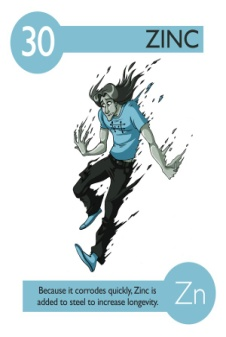 30
ZINC
Because it corrodes quickly, Zinc is
added to steel to increase longevity.
Zn